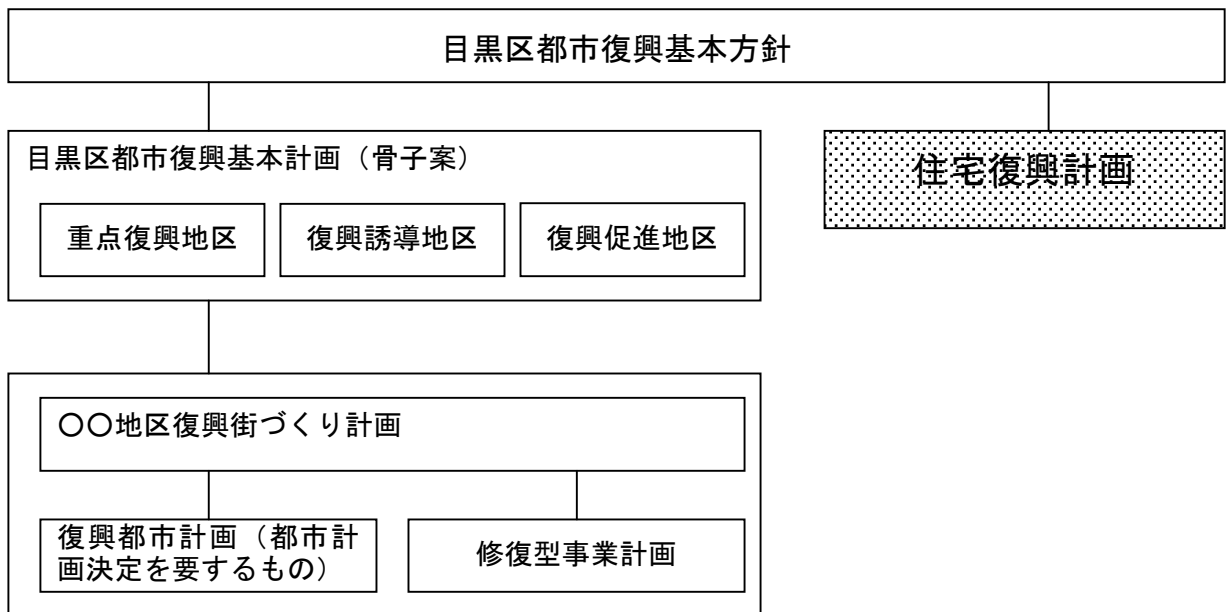 目黒区都市復興基本方針
目黒区都市復興基本計画（骨子案）
住宅復興計画
重点復興地区
復興誘導地区
復興促進地区
〇〇地区復興街づくり計画
復興都市計画（都市計
画決定を要するもの）
修復型事業計画